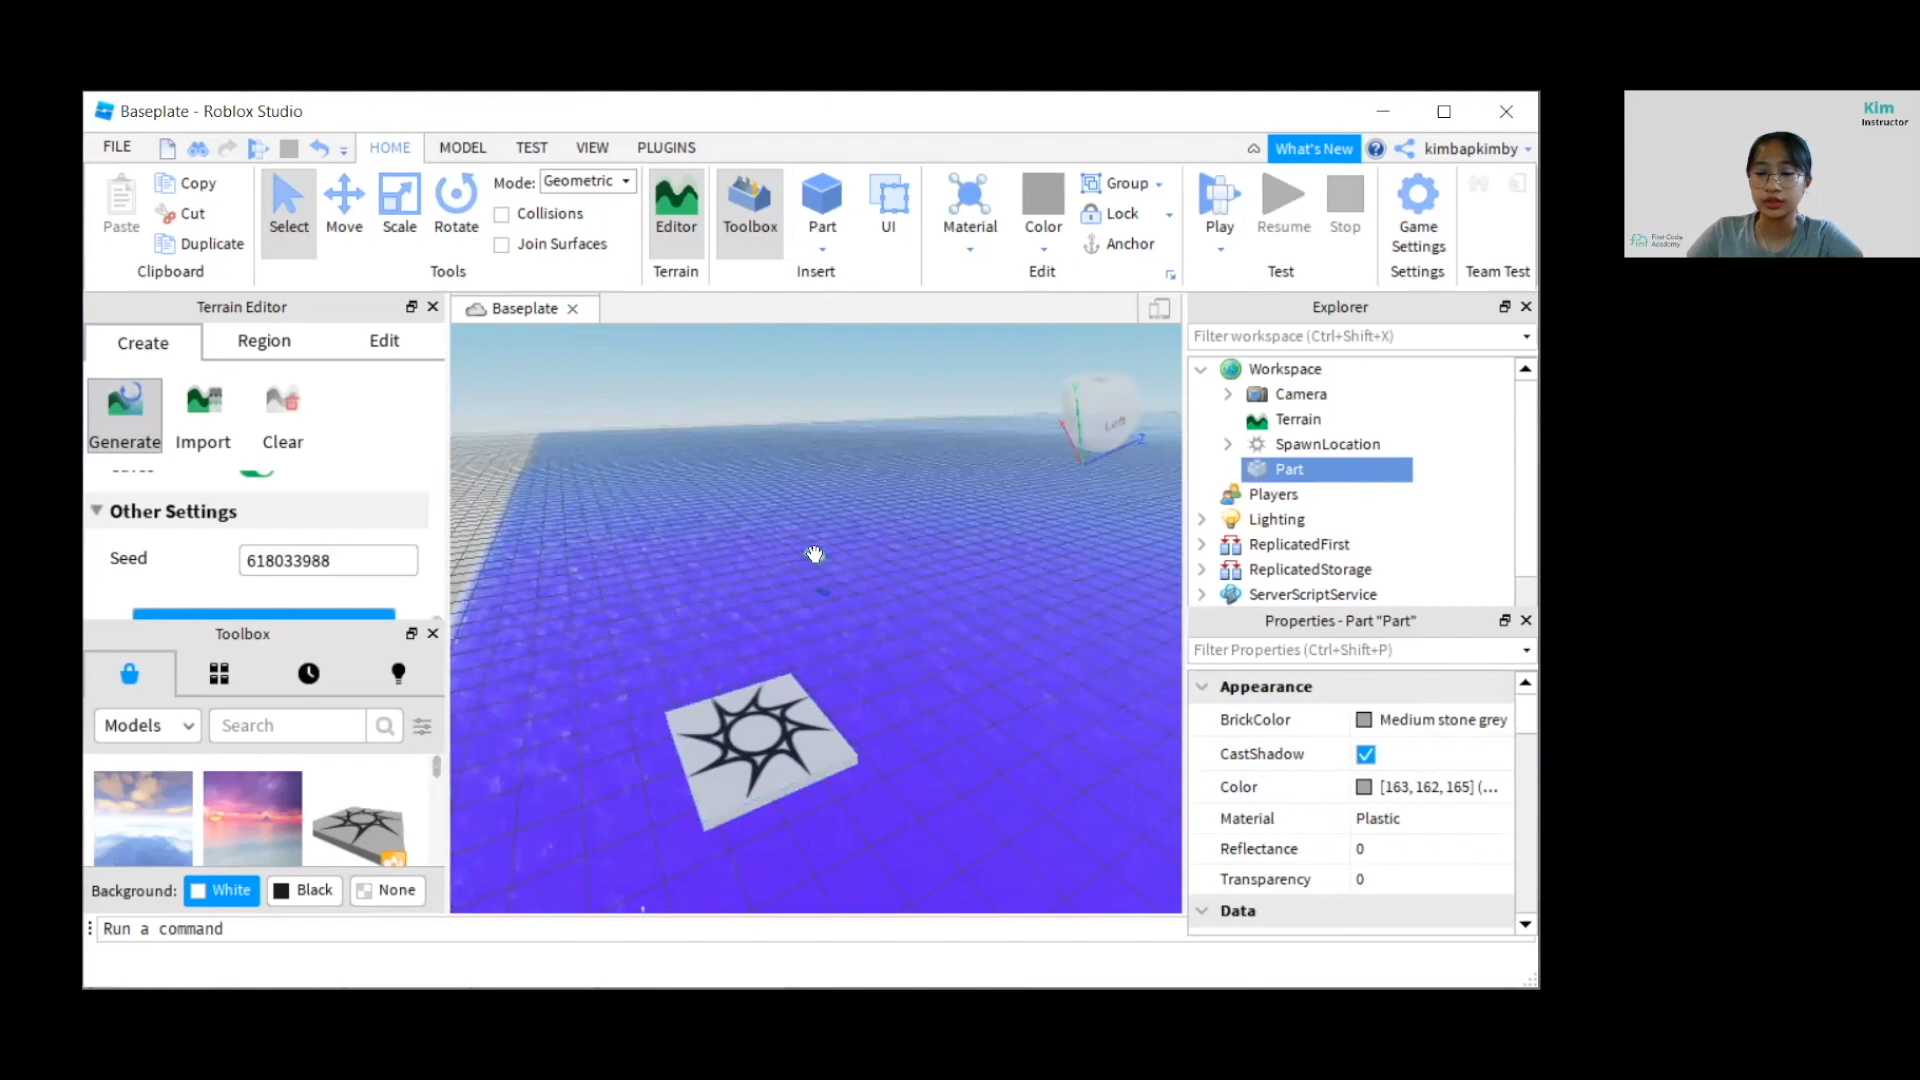 Baseplate - Roblox Studio
FILE HOME MODEL TEST VIEW PLUGINS What's New kimbapkimby
Paste Copy Cut Duplicate Clipboard
Select Move Scale Rotate Mode: Geometric Collisions Join Surfaces Tools
Editor Terrain
Toolbox Part UI Insert
Material Color Group Lock Anchor Edit
Play Resume Stop Test
Game Settings Settings
Team Test
Terrain Editor
Create Region Edit
Generate Import Clear
Other Settings
Seed 618033988
Toolbox
Models Search
Background: White Black None
Run a command
Baseplate
Left
X
Y
Z
Explorer
Filter workspace (Ctrl+Shift+X)
Workspace
Camera
Terrain
SpawnLocation
Part
Players
Lighting
ReplicatedFirst
ReplicatedStorage
ServerScriptService
Properties - Part "Part"
Filter Properties (Ctrl+Shift+P)
Appearance
BrickColor Medium stone grey
CastShadow
Color [163, 162, 165] (...
Material Plastic
Reflectance 0
Transparency 0
Data
Kim
Instructor
First Code
Academy